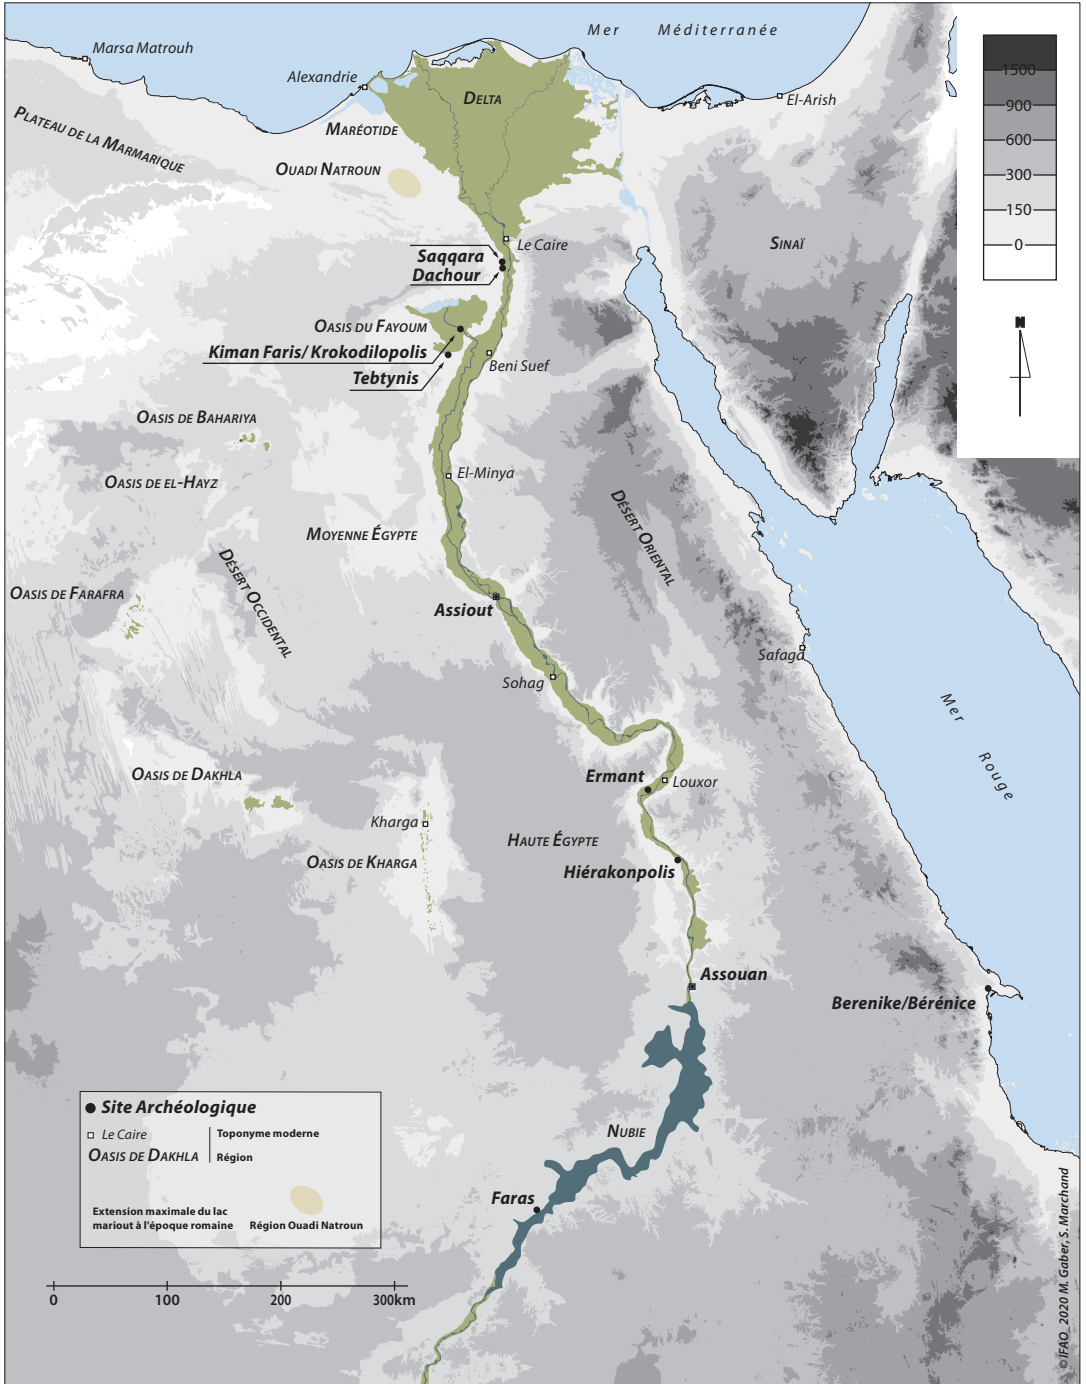 Mer Méditerranée
Marsa Matrouh
Alexandrie
DELTA
El-Arish
MARÉOTIDE
PLATEAU DE LA MARMARIQUE
OUADI NATROUN
1500
900
600
300
150
0
N
Le Caire
SINAÏ
Saqqara
Dachour
OASIS DU FAYOUM
Kiman Faris/ Krokodilopolis
Beni Suef
Tebtynis
OASIS DE BAHARIYA
El-Minya
OASIS DE EL-HAYZ
DÉSERT ORIENTAL
MOYENNE ÉGYPTE
DÉSERT OCCIDENTAL
OASIS DE FARAFRA
Assiout
Safaga
Sohag
Mer Rouge
OASIS DE DAKHLA
Ermant
Louxor
Kharga
HAUTE ÉGYPTE
OASIS DE KHARGA
Hiérakonpolis
Assouan
Berenike/Bérénice
NUBIE
Faras
Site Archéologique
Le Caire
Toponyme moderne
OASIS DE DAKHLA
Région
Extension maximale du lac
mariout à l'époque romaine
Région Ouadi Natroun
0 100 200 300km
© IFAO_2020 M. Gaber, S. Marchand